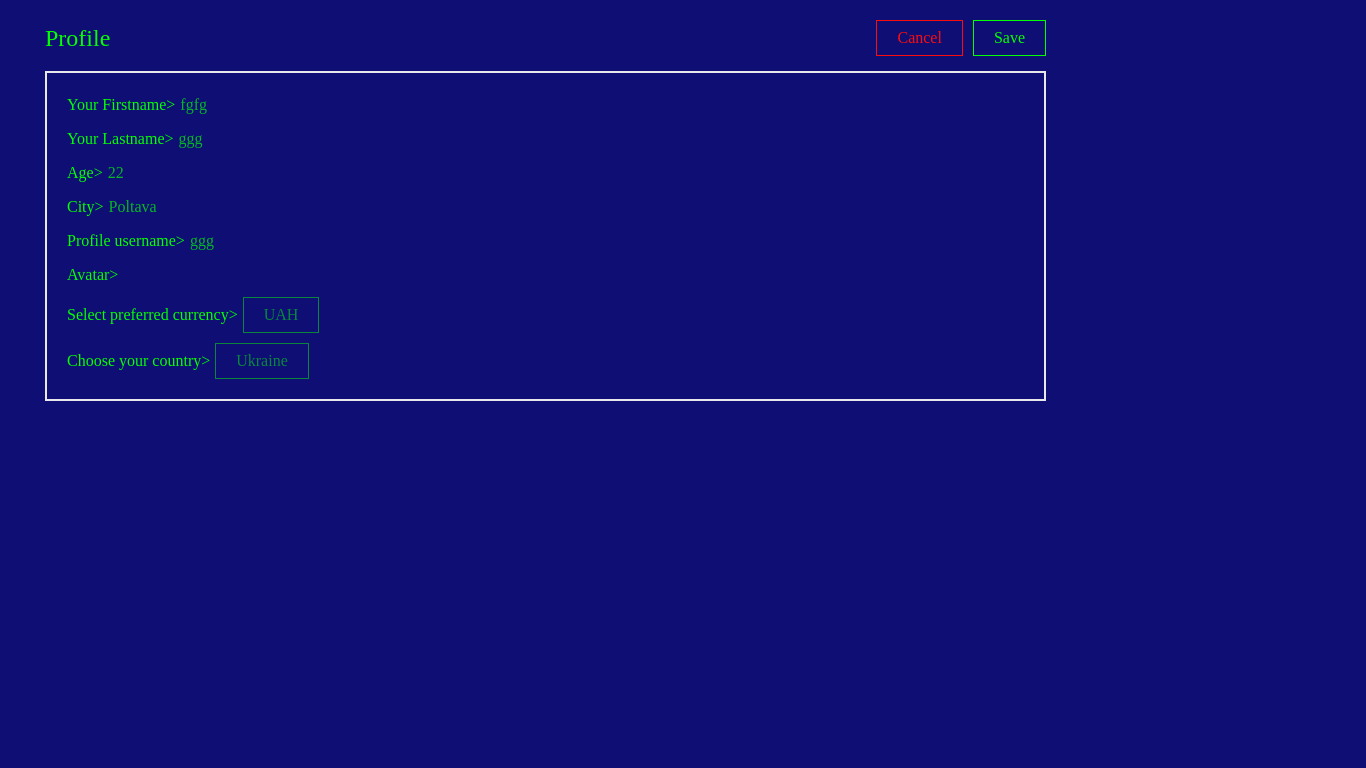 Profile
Cancel
Save
Your Firstname> fgfg
Your Lastname> ggg
Age> 22
City> Poltava
Profile username> ggg
Avatar>
Select preferred currency> UAH
Choose your country> Ukraine